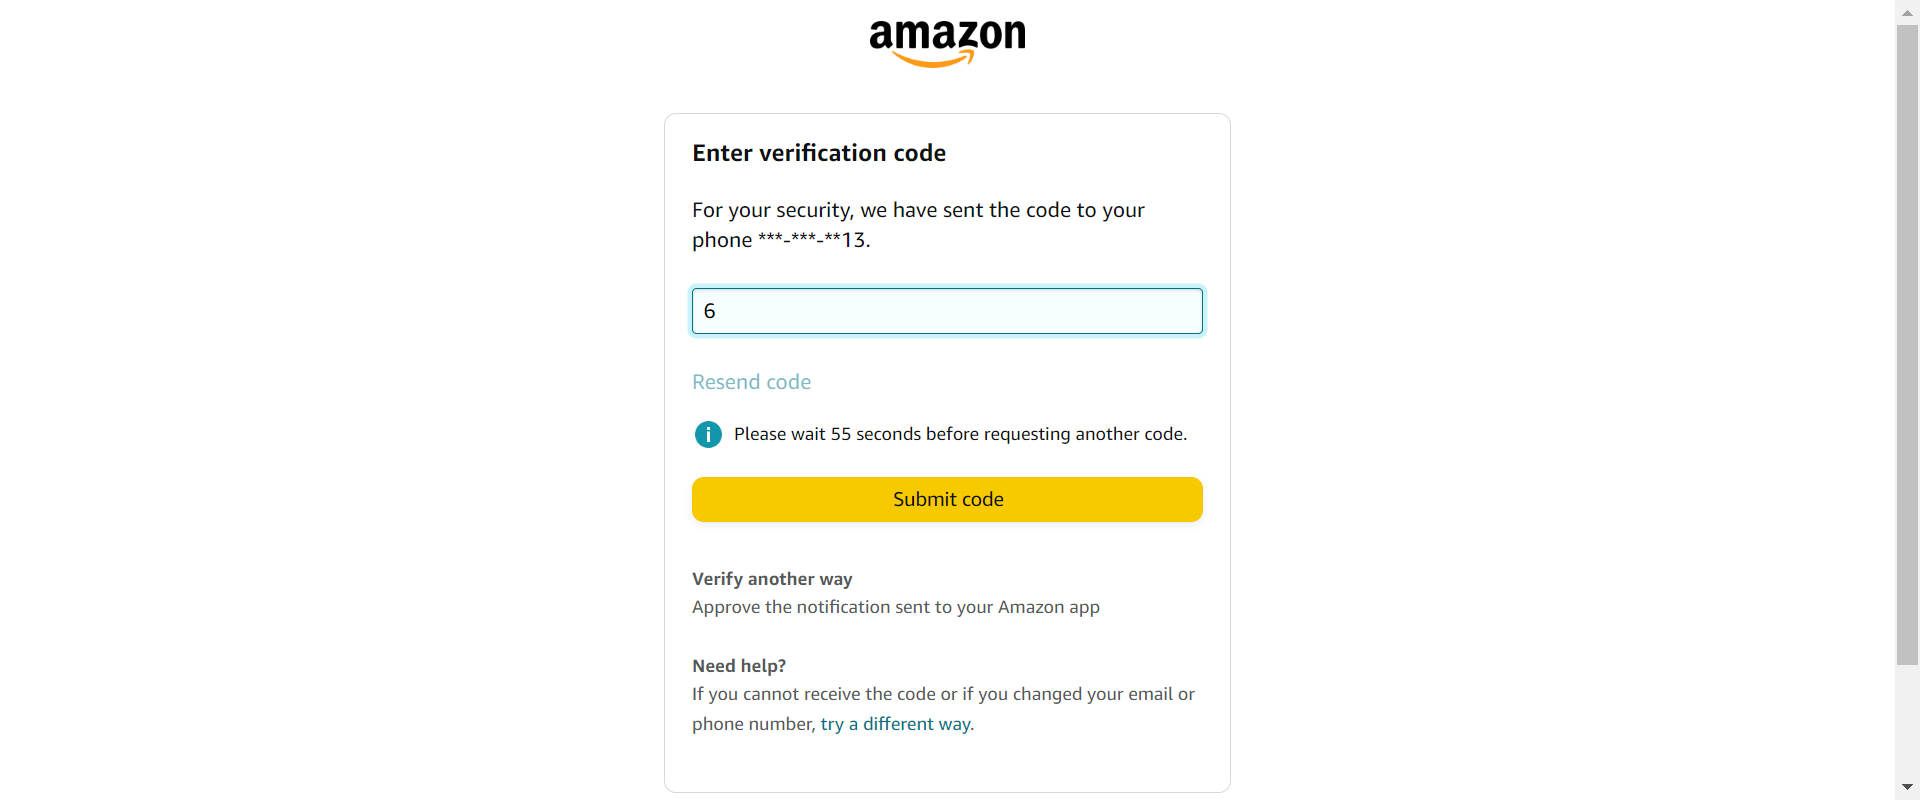 amazon
Enter verification code
For your security, we have sent the code to your
phone ***-***-**13.
6
Resend code
i Please wait 55 seconds before requesting another code.
Submit code
Verify another way
Approve the notification sent to your Amazon app
Need help?
If you cannot receive the code or if you changed your email or
phone number, try a different way.